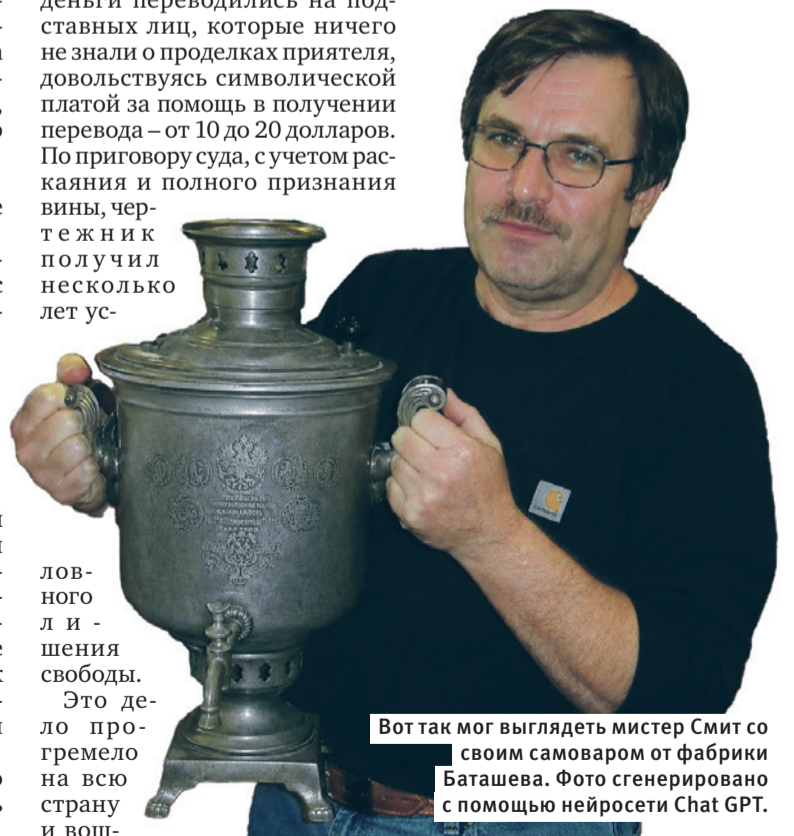 деньги переводились на под-
ставных лиц, которые ничего
не знали о проделках приятеля,
довольствуясь символической
платой за помощь в получении
перевода – от 10 до 20 долларов.
По приговору суда, с учетом рас-
каяния и полного признания
вины, чер-
тежник
получил
несколько
лет ус-
лов-
ного
ли-
шения
свободы.
Это де-
ло про-
гремело
на всю
страну
и вош-
carhartt
Вот так мог выглядеть мистер Смит со
своим самоваром от фабрики
Баташева. Фото сгенерировано
с помощью нейросети Chat GPT.